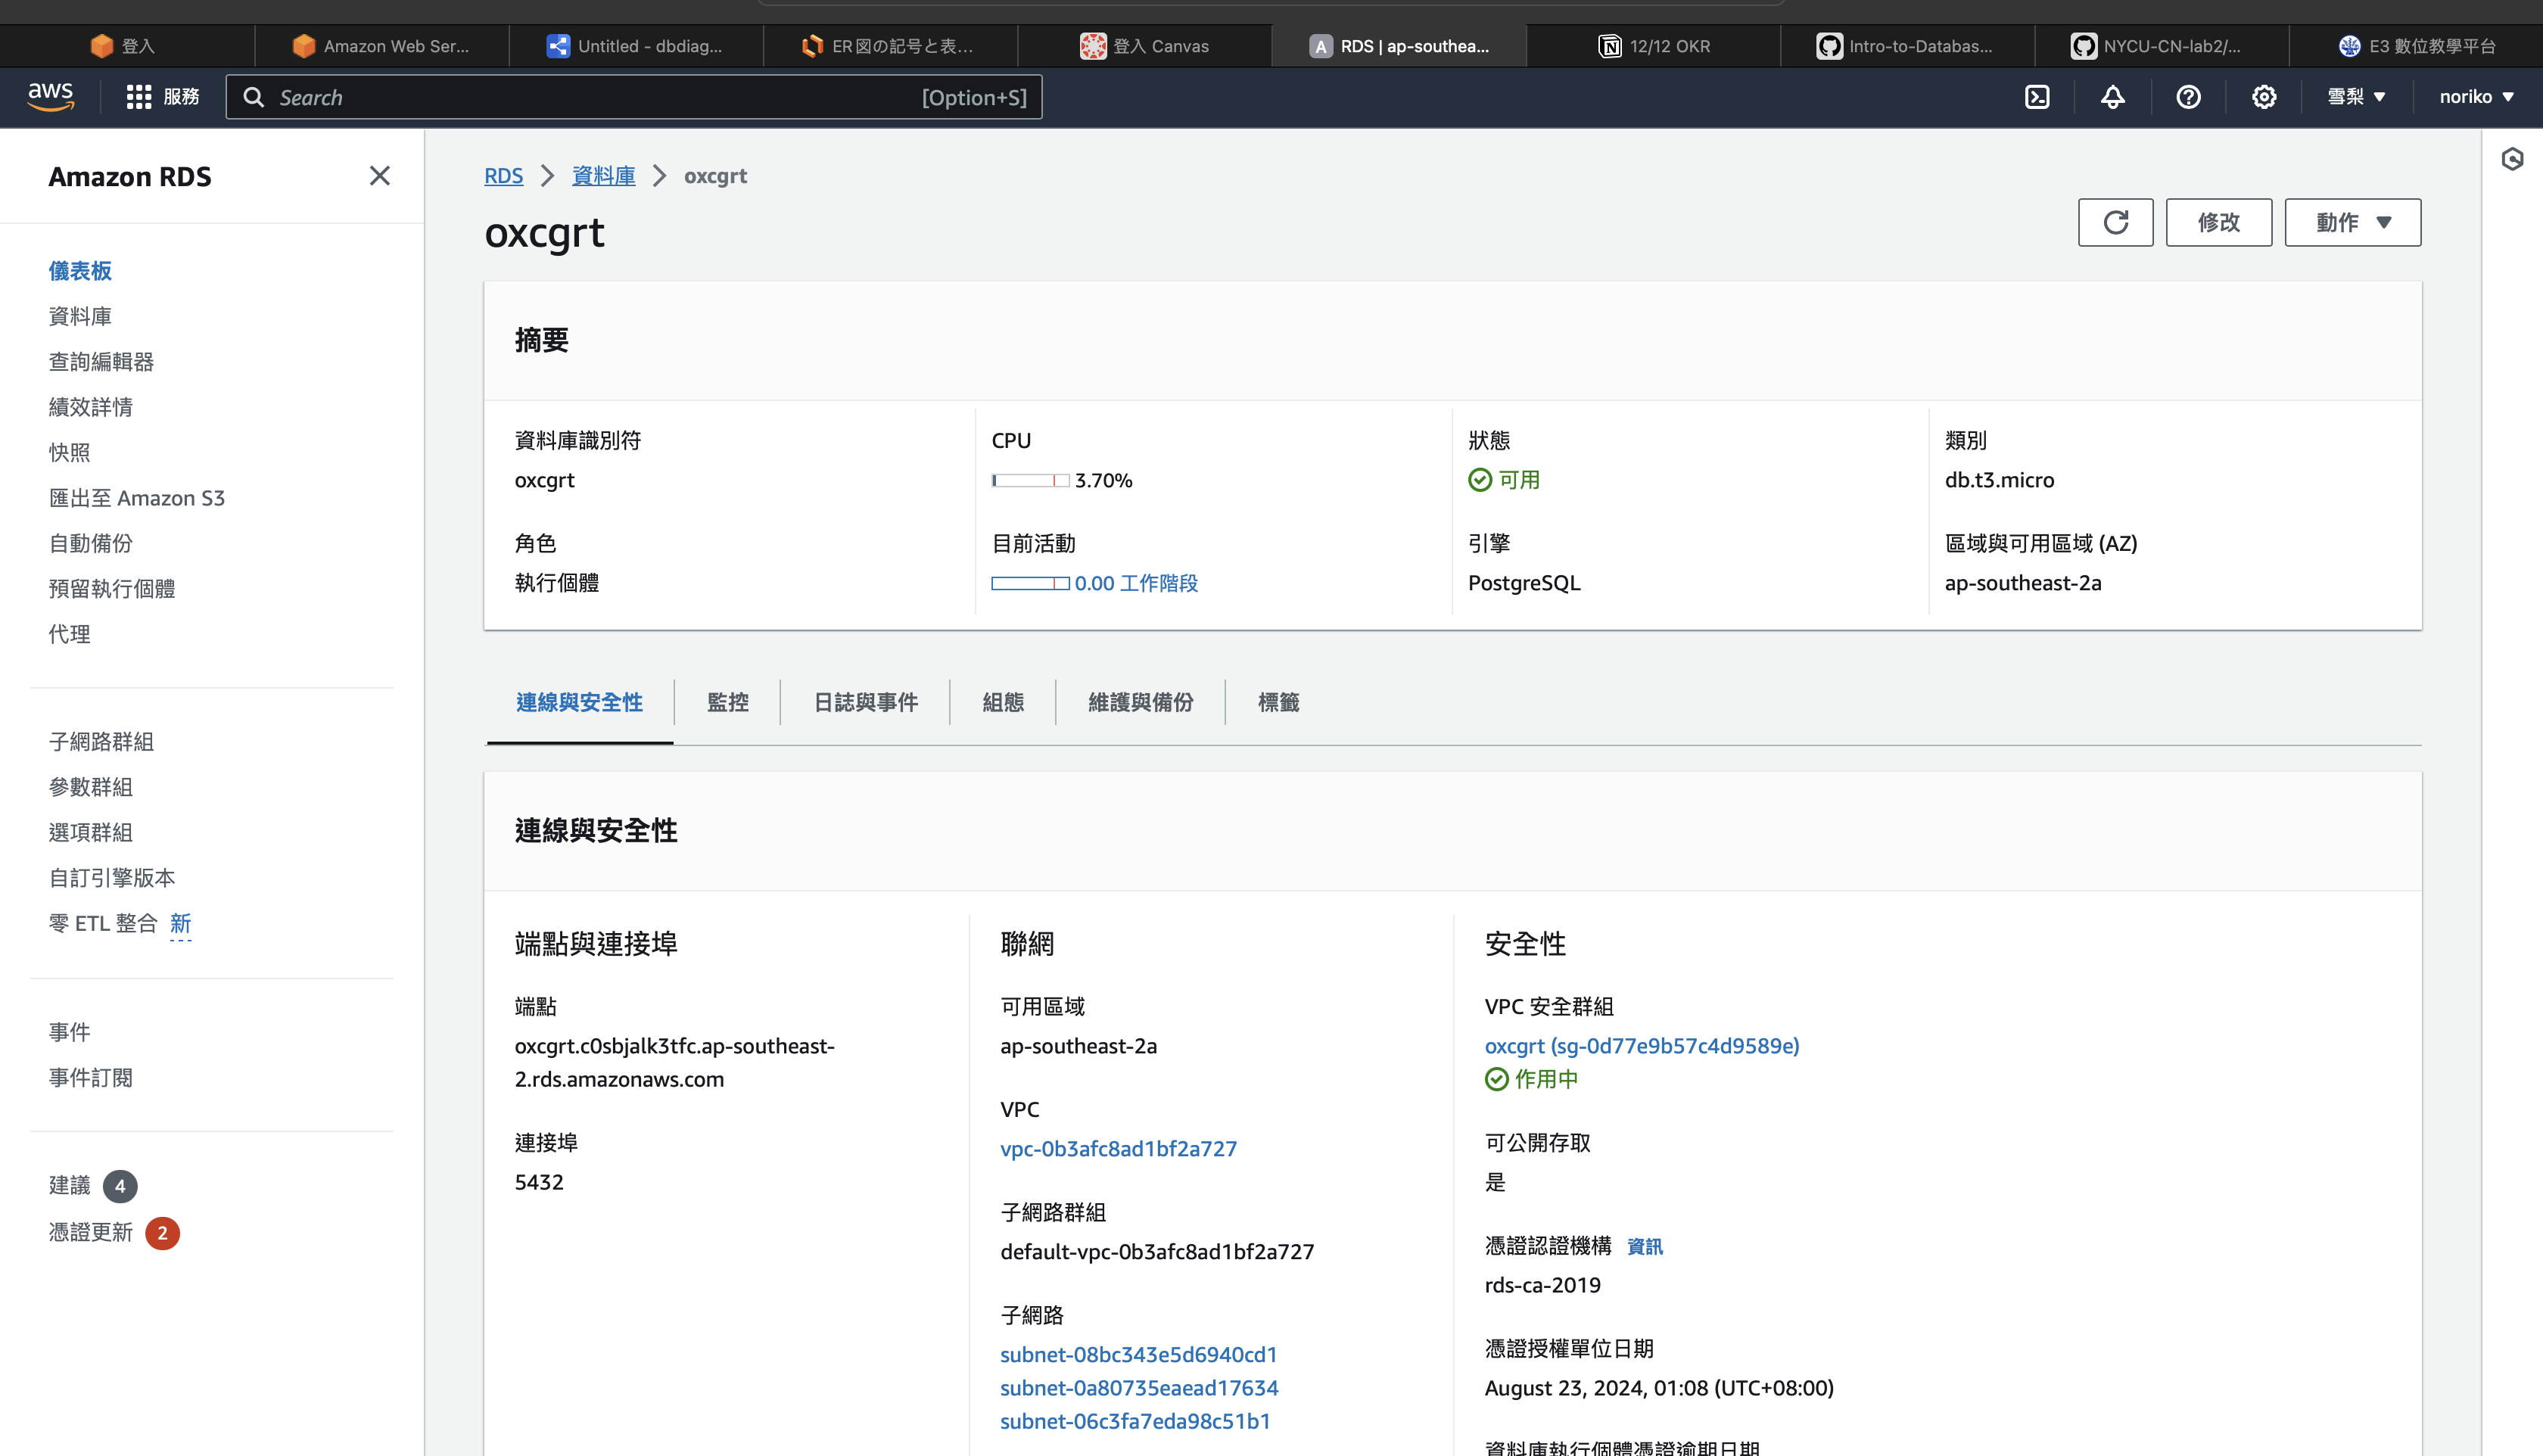 登入
Amazon Web Ser...
Untitled - dbdiag...
ER図の記号と表...
登入 Canvas
A
RDS | ap-southea...
12/12 OKR
Intro-to-Databas...
NYCU-CN-lab2/...
E3 數位教學平台
aws
服務
Search
[Option+S]
雪梨
noriko
Amazon RDS
儀表板
資料庫
查詢編輯器
績效詳情
快照
匯出至 Amazon S3
自動備份
預留執行個體
代理
子網路群組
參數群組
選項群組
自訂引擎版本
零 ETL 整合 新
事件
事件訂閱
建議 4
憑證更新 2
RDS > 資料庫 > oxcgrt
oxcgrt
修改
動作
摘要
資料庫識別符
oxcgrt
CPU
3.70%
狀態
可用
類別
db.t3.micro
角色
執行個體
目前活動
0.00 工作階段
引擎
PostgreSQL
區域與可用區域 (AZ)
ap-southeast-2a
連線與安全性
監控
日誌與事件
組態
維護與備份
標籤
連線與安全性
端點與連接埠
端點
oxcgrt.c0sbjalk3tfc.ap-southeast-
2.rds.amazonaws.com
連接埠
5432
聯網
可用區域
ap-southeast-2a
VPC
vpc-0b3afc8ad1bf2a727
子網路群組
default-vpc-0b3afc8ad1bf2a727
子網路
subnet-08bc343e5d6940cd1
subnet-0a80735eaead17634
subnet-06c3fa7eda98c51b1
安全性
VPC 安全群組
oxcgrt (sg-0d77e9b57c4d9589e)
作用中
可公開存取
是
憑證認證機構 資訊
rds-ca-2019
憑證授權單位日期
August 23, 2024, 01:08 (UTC+08:00)
資料庫執行個體憑證逾期日期